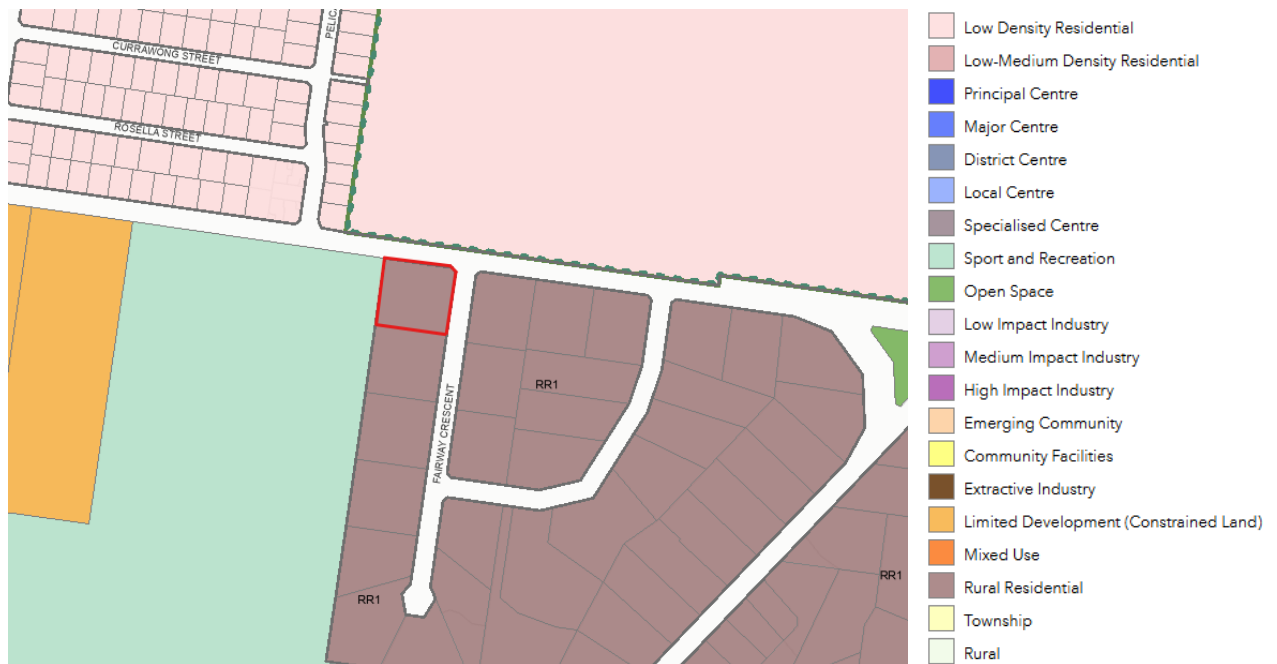 PELIC
CURRAWONG STREET
ROSELLA STREET
RR1
FAIRWAY CRESCENT
RR1
RR1
Low Density Residential
Low-Medium Density Residential
Principal Centre
Major Centre
District Centre
Local Centre
Specialised Centre
Sport and Recreation
Open Space
Low Impact Industry
Medium Impact Industry
High Impact Industry
Emerging Community
Community Facilities
Extractive Industry
Limited Development (Constrained Land)
Mixed Use
Rural Residential
Township
Rural